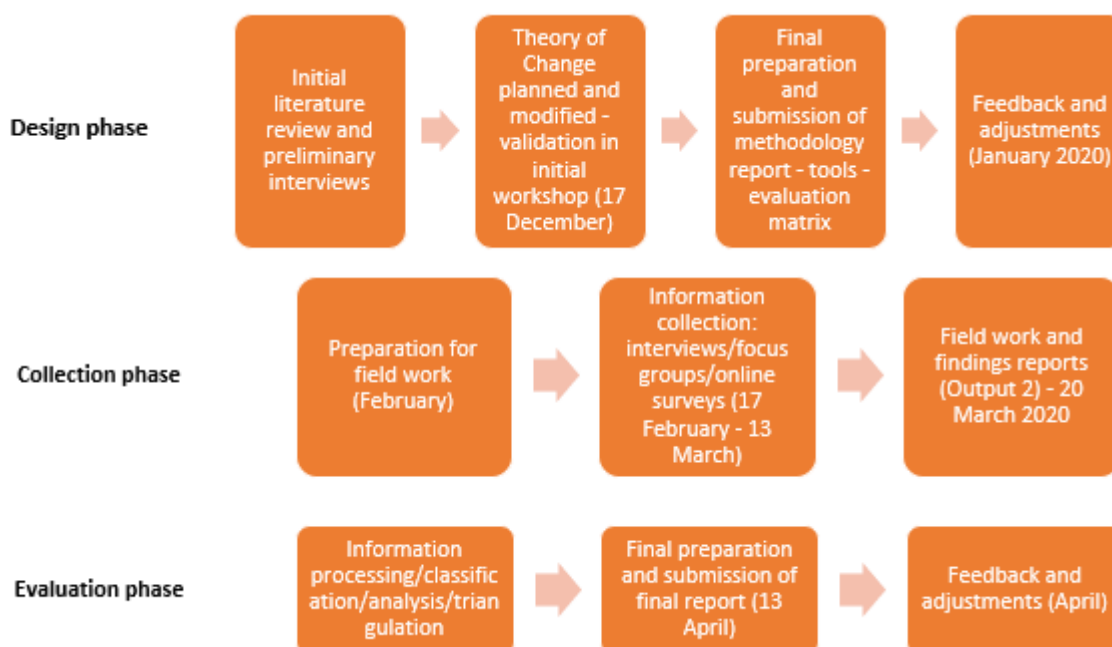 Design phase
Initial
literature
review and
preliminary
interviews
Theory of
Change
planned and
modified -
validation in
initial
workshop (17
December)
Final
preparation
and
submission of
methodology
report - tools -
evaluation
matrix
Feedback and
adjustments
(January 2020)
Collection phase
Preparation for
field work
(February)
Information
collection:
interviews/focus
groups/online
surveys (17
February - 13
March)
Field work and
findings reports
(Output 2) - 20
March 2020
Evaluation phase
Information
processing/classific
ation/analysis/trian
gulation
Final preparation
and submission of
final report (13
April)
Feedback and
adjustments (April)